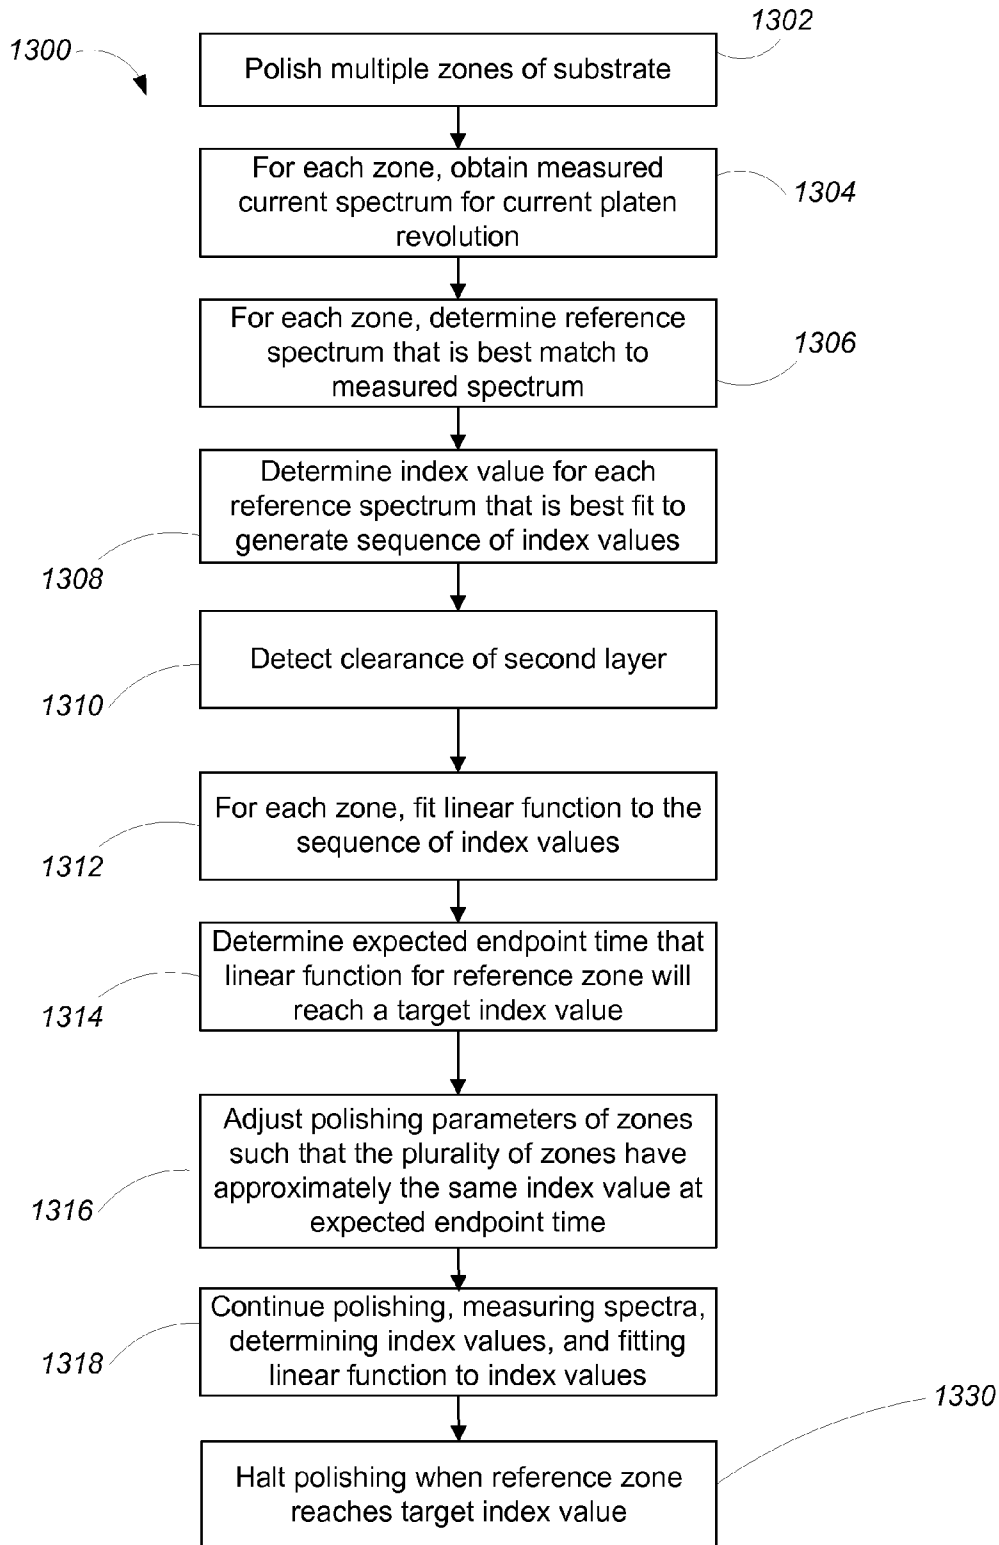 1300
1302
Polish multiple zones of substrate
For each zone, obtain measured
current spectrum for current platen
revolution
1304
For each zone, determine reference
spectrum that is best match to
measured spectrum
1306
Determine index value for each
reference spectrum that is best fit to
generate sequence of index values
1308
Detect clearance of second layer
1310
For each zone, fit linear function to the
sequence of index values
1312
Determine expected endpoint time that
linear function for reference zone will
reach a target index value
1314
Adjust polishing parameters of zones
such that the plurality of zones have
approximately the same index value at
expected endpoint time
1316
Continue polishing, measuring spectra,
determining index values, and fitting
linear function to index values
1318
1330
Halt polishing when reference zone
reaches target index value